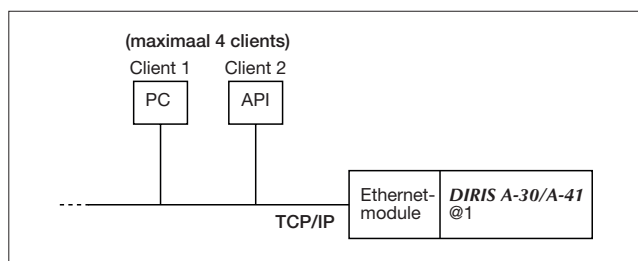 (maximaal 4 clients)
Client 1 Client 2
PC API
Ethernet- DIRIS A-30/A-41
module @1
TCP/IP